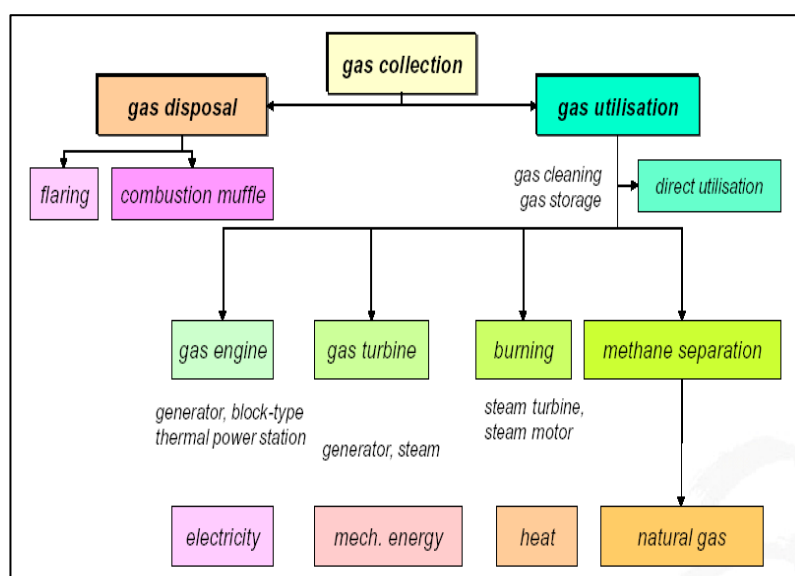 gas collection
gas disposal
gas utilisation
flaring
combustion muffle
gas cleaning
gas storage
direct utilisation
gas engine
gas turbine
burning
methane separation
generator, block-type
thermal power station
generator, steam
steam turbine,
steam motor
electricity
mech. energy
heat
natural gas